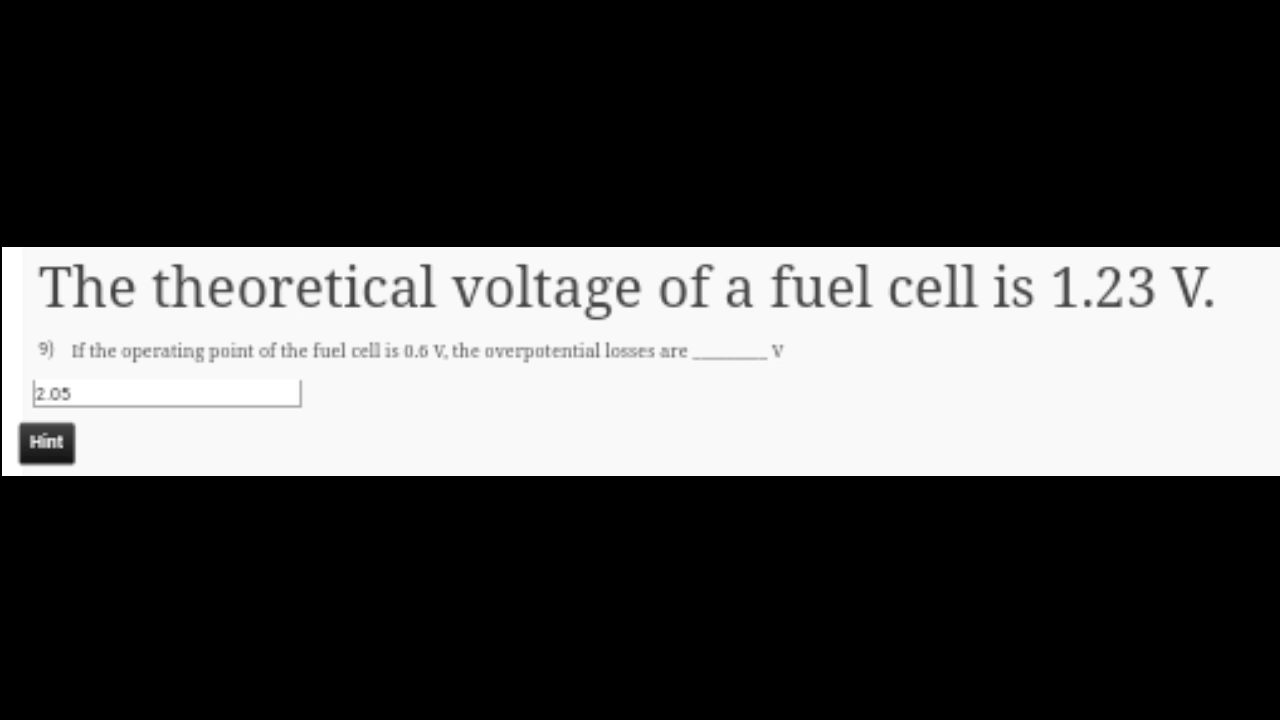 The theoretical voltage of a fuel cell is 1.23 V.
9) If the operating point of the fuel cell is 0.6 V, the overpotential losses are ________ V
2.05
Hint